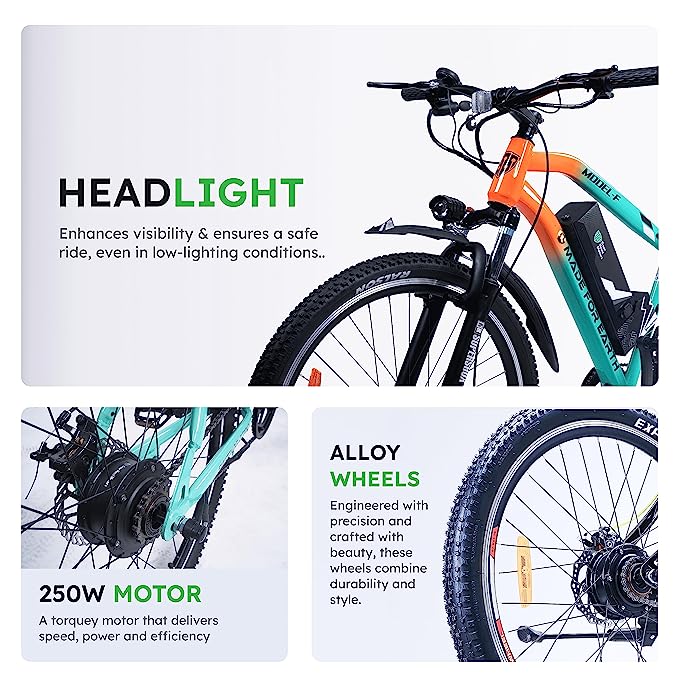 HEADLIGHT
Enhances visibility & ensures a safe
ride, even in low-lighting conditions..
MODEL-F
MADE FOR EARTH
RALSON
SUSPENSION
250W MOTOR
A torquey motor that delivers
speed, power and efficiency
ALLOY
WHEELS
Engineered with
precision and
crafted with
beauty, these
wheels combine
durability and
style.